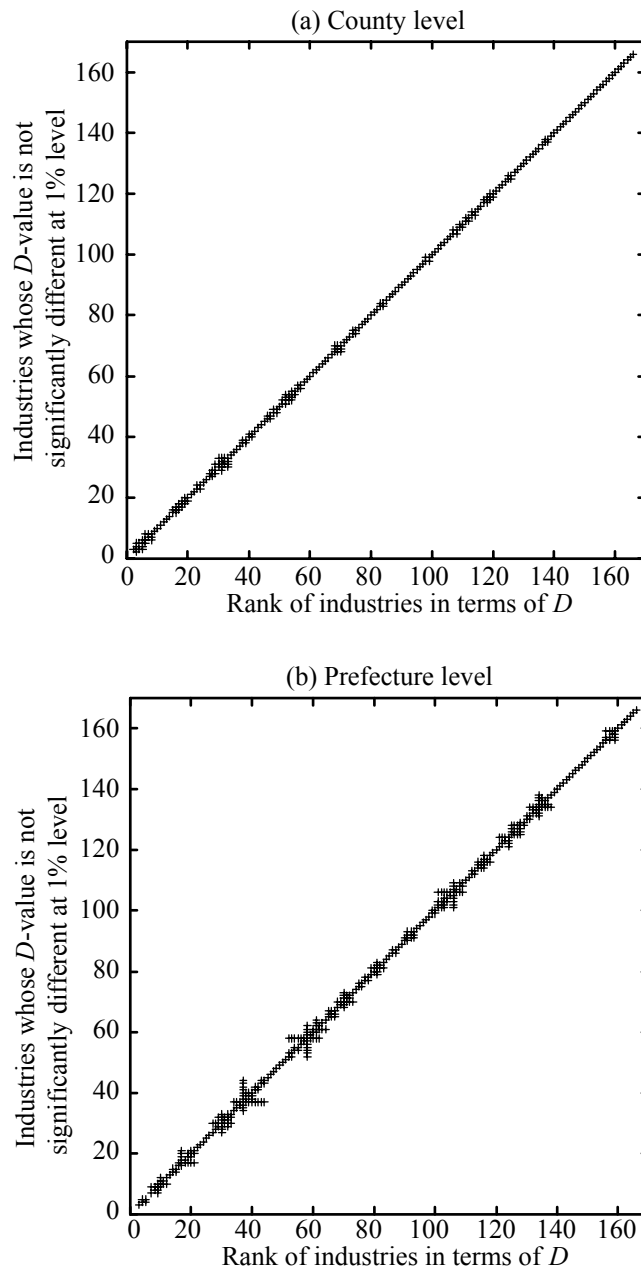 (a) County level
Industries whose D-value is not
significantly different at 1% level
160
140
120
100
80
60
40
20
0
0 20 40 60 80 100 120 140 160
Rank of industries in terms of D
(b) Prefecture level
Industries whose D-value is not
significantly different at 1% level
160
140
120
100
80
60
40
20
0
0 20 40 60 80 100 120 140 160
Rank of industries in terms of D